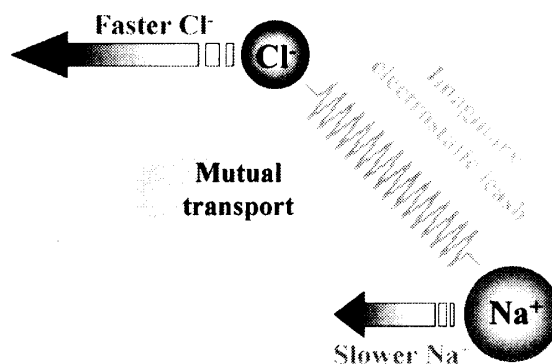 Faster Cl⁻
Cl⁻
Imaginary
electrostatic leash
Mutual
transport
Na⁺
Slower Na⁺